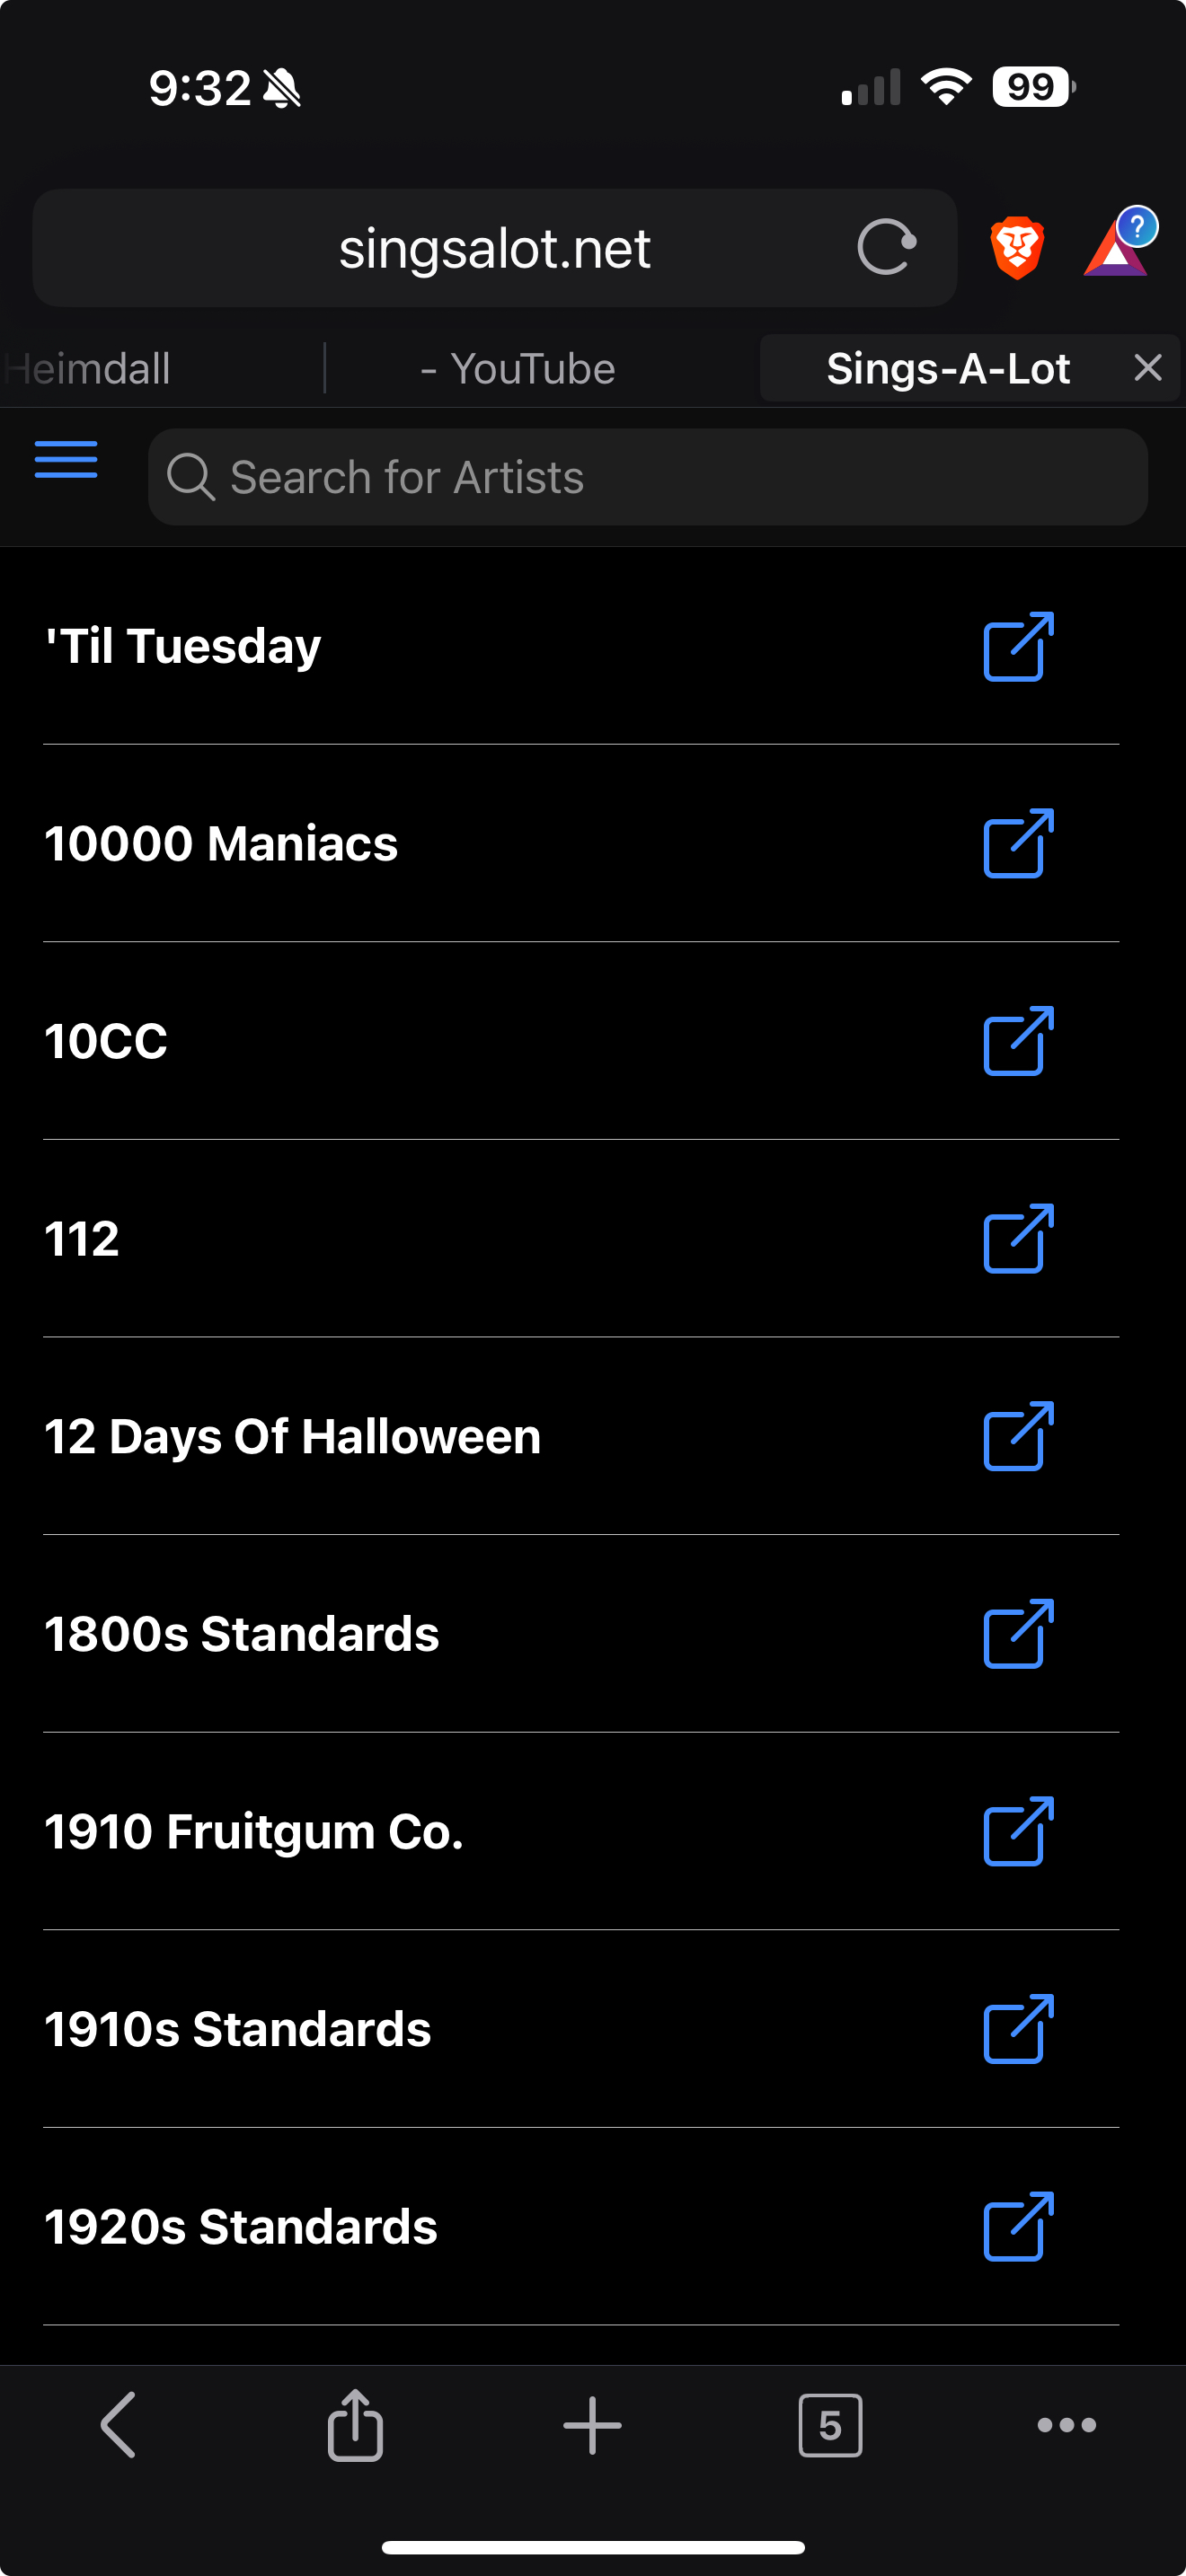 9:32
99
singsalot.net
?
Heimdall
- YouTube
Sings-A-Lot
Search for Artists
'Til Tuesday
10000 Maniacs
10CC
112
12 Days Of Halloween
1800s Standards
1910 Fruitgum Co.
1910s Standards
1920s Standards
5